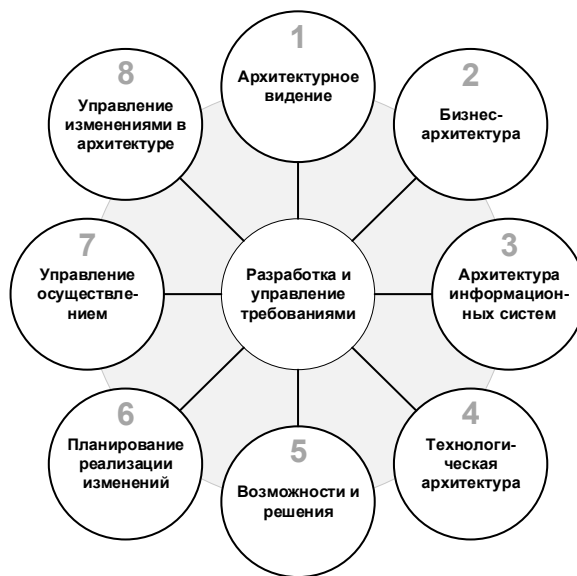 1
Архитектурное
видение
2
Бизнес-
архитектура
3
Архитектура
информацион-
ных систем
4
Технологи-
ческая
архитектура
5
Возможности и
решения
6
Планирование
реализации
изменений
7
Управление
осуществле-
нием
8
Управление
изменениями в
архитектуре
Разработка и
управление
требованиями